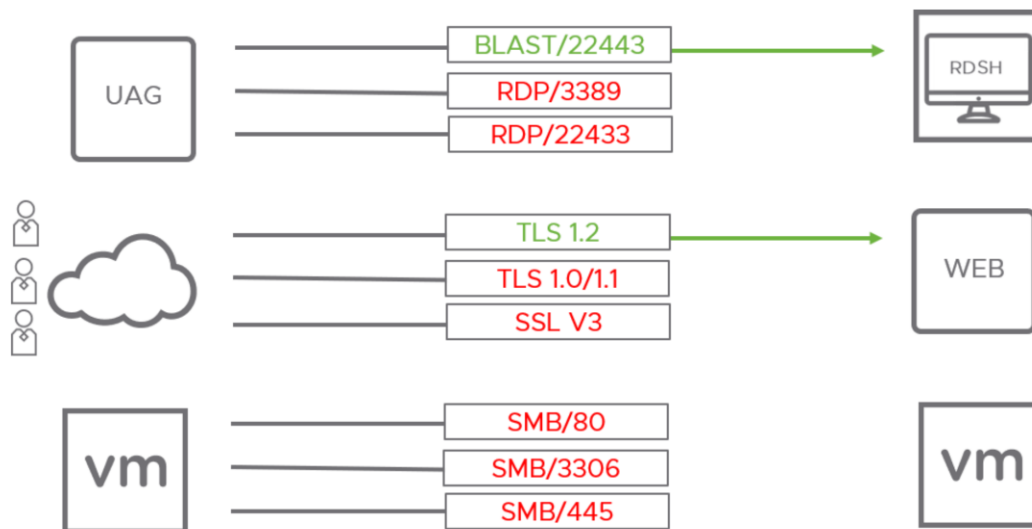 UAG
BLAST/22443
RDP/3389
RDP/22433
RDSH
TLS 1.2
TLS 1.0/1.1
SSL V3
WEB
vm
SMB/80
SMB/3306
SMB/445
vm